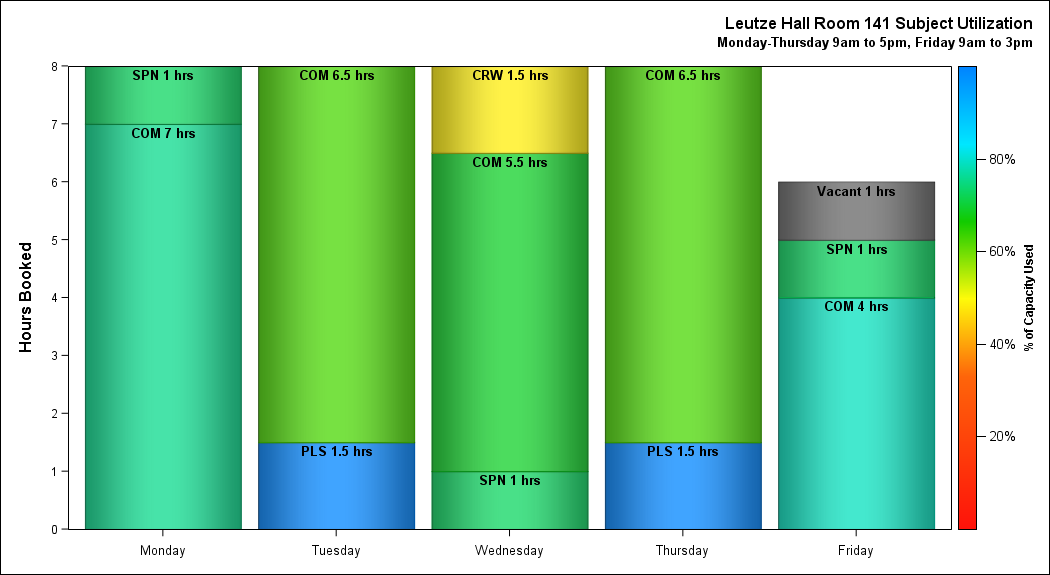 Leutze Hall Room 141 Subject Utilization
Monday-Thursday 9am to 5pm, Friday 9am to 3pm
Hours Booked
8
7
6
5
4
3
2
1
0
SPN 1 hrs
COM 7 hrs
COM 6.5 hrs
PLS 1.5 hrs
CRW 1.5 hrs
COM 5.5 hrs
SPN 1 hrs
COM 6.5 hrs
PLS 1.5 hrs
Vacant 1 hrs
SPN 1 hrs
COM 4 hrs
Monday
Tuesday
Wednesday
Thursday
Friday
80%
60%
40%
20%
% of Capacity Used